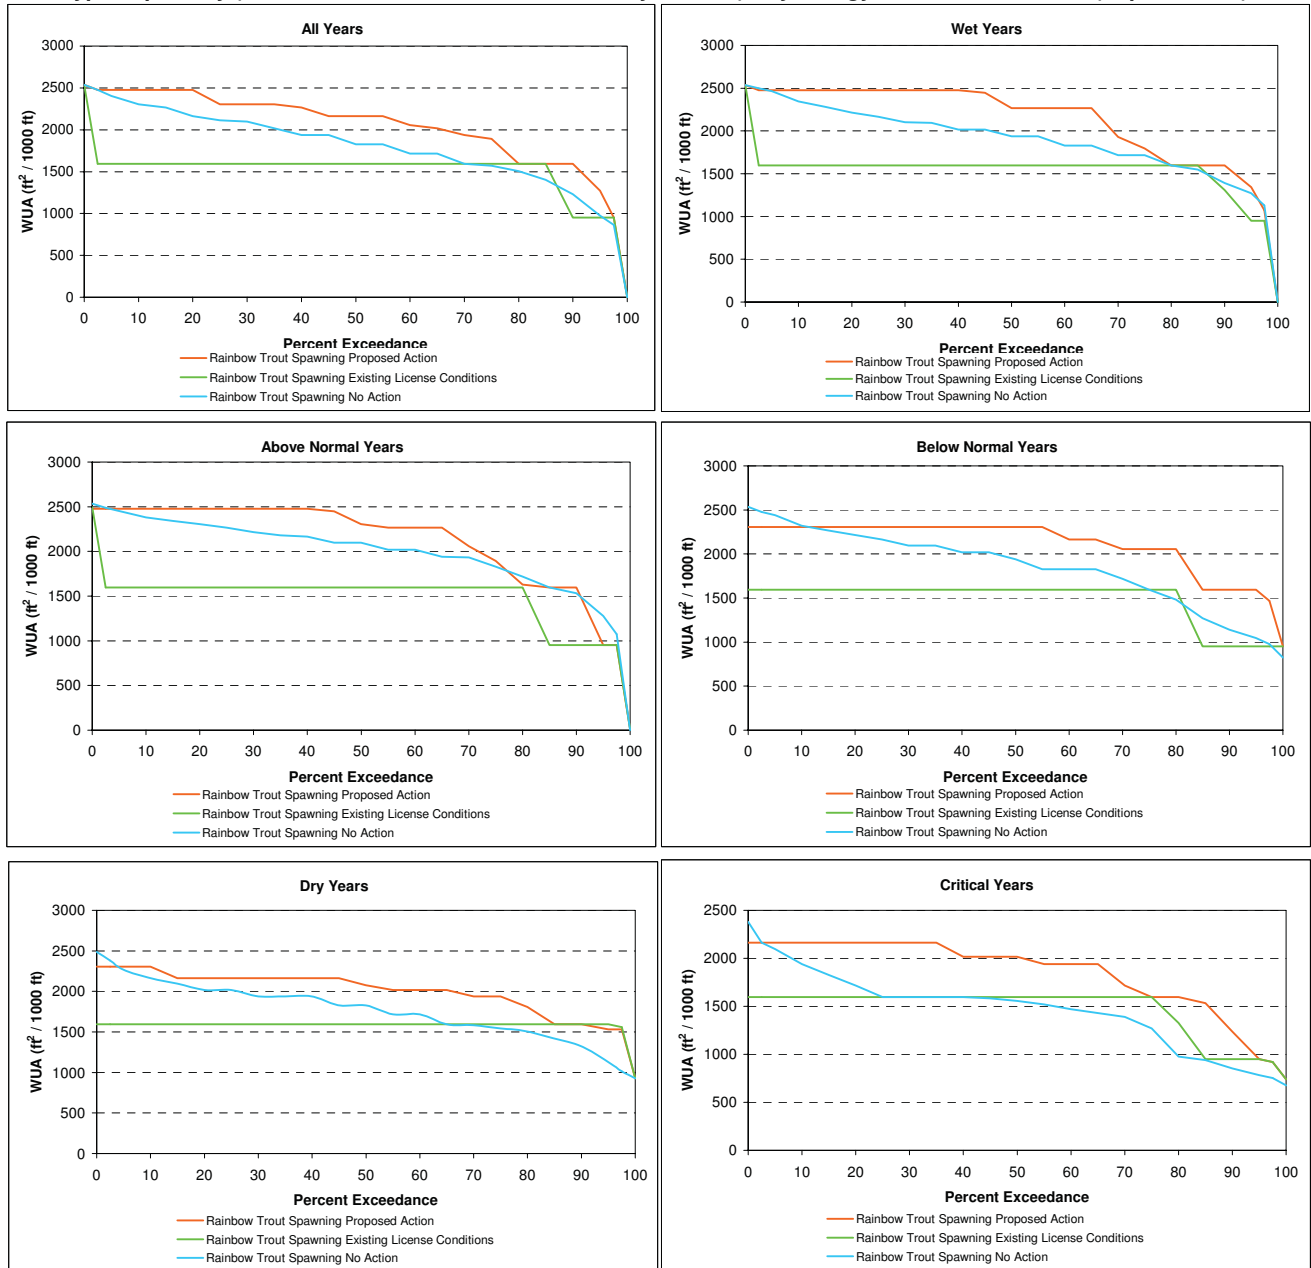 All Years
3000
2500
2000
1500
1000
500
0
WUA (ft² / 1000 ft)
0 10 20 30 40 50 60 70 80 90 100
Percent Exceedance
Rainbow Trout Spawning Proposed Action
Rainbow Trout Spawning Existing License Conditions
Rainbow Trout Spawning No Action
Wet Years
3000
2500
2000
1500
1000
500
0
WUA (ft² / 1000 ft)
0 10 20 30 40 50 60 70 80 90 100
Percent Exceedance
Rainbow Trout Spawning Proposed Action
Rainbow Trout Spawning Existing License Conditions
Rainbow Trout Spawning No Action
Above Normal Years
3000
2500
2000
1500
1000
500
0
WUA (ft² / 1000 ft)
0 10 20 30 40 50 60 70 80 90 100
Percent Exceedance
Rainbow Trout Spawning Proposed Action
Rainbow Trout Spawning Existing License Conditions
Rainbow Trout Spawning No Action
Below Normal Years
3000
2500
2000
1500
1000
500
0
WUA (ft² / 1000 ft)
0 10 20 30 40 50 60 70 80 90 100
Percent Exceedance
Rainbow Trout Spawning Proposed Action
Rainbow Trout Spawning Existing License Conditions
Rainbow Trout Spawning No Action
Dry Years
3000
2500
2000
1500
1000
500
0
WUA (ft² / 1000 ft)
0 10 20 30 40 50 60 70 80 90 100
Percent Exceedance
Rainbow Trout Spawning Proposed Action
Rainbow Trout Spawning Existing License Conditions
Rainbow Trout Spawning No Action
Critical Years
2500
2000
1500
1000
500
0
WUA (ft² / 1000 ft)
0 10 20 30 40 50 60 70 80 90 100
Percent Exceedance
Rainbow Trout Spawning Proposed Action
Rainbow Trout Spawning Existing License Conditions
Rainbow Trout Spawning No Action